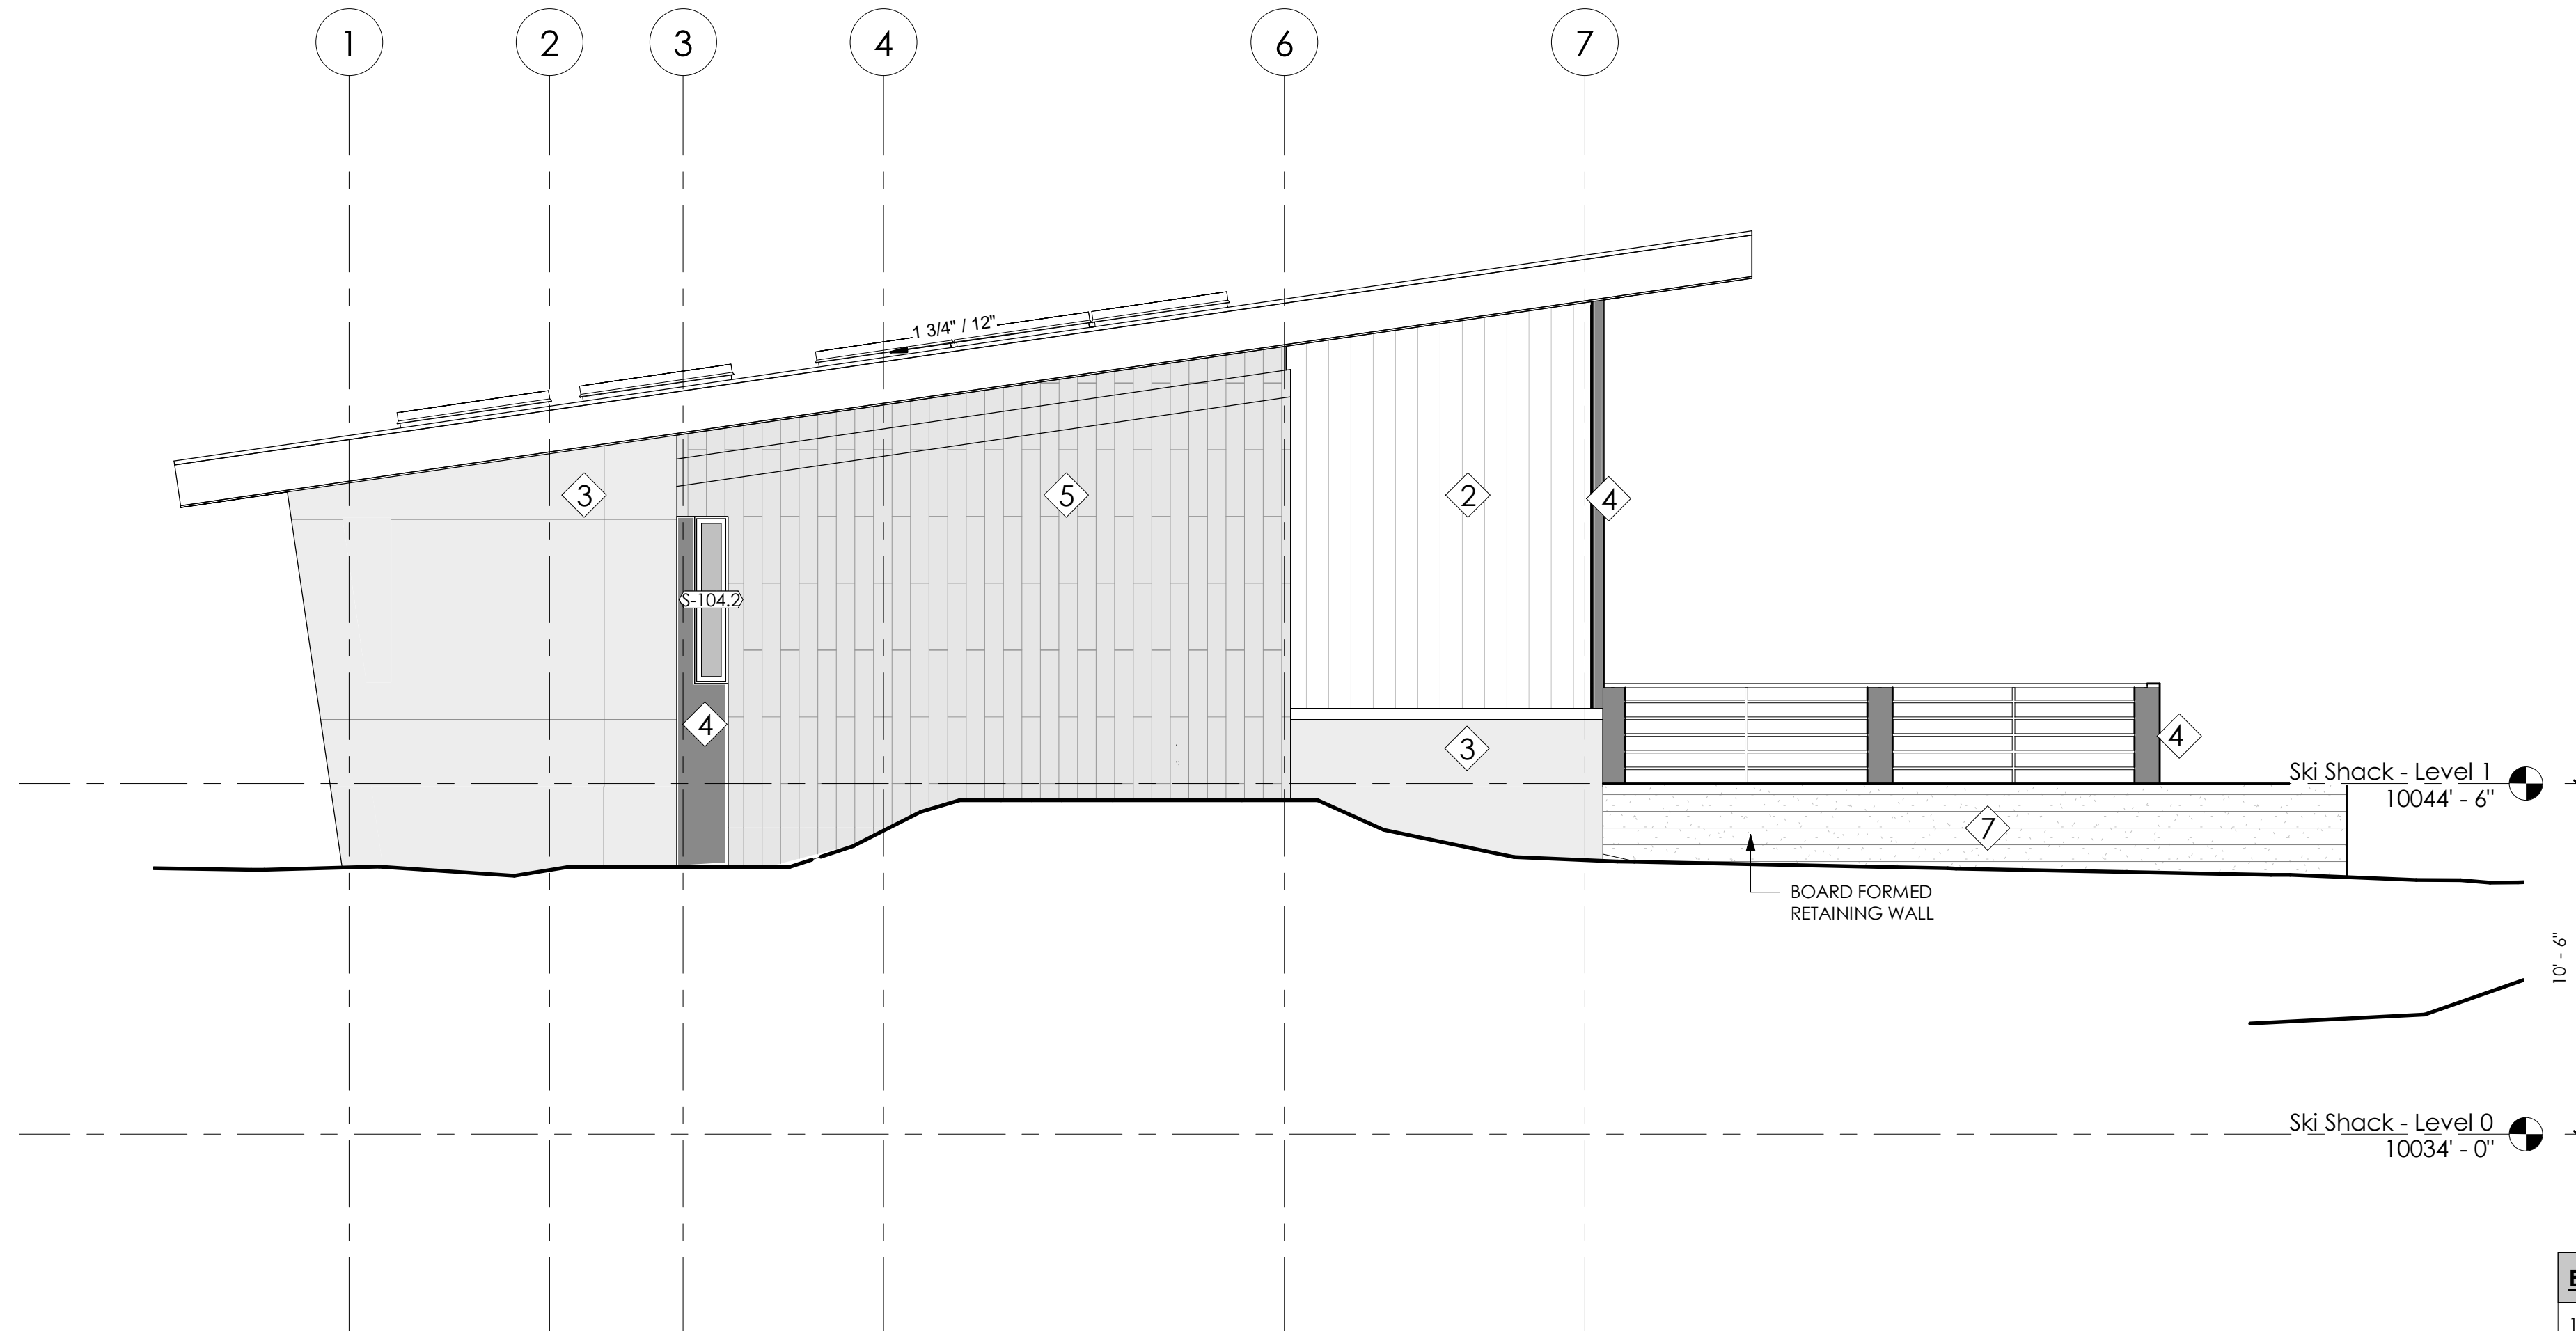 1 2 3 4 6 7
1 3/4" / 12"
3 5 2 4
S-104.2
4 3 4
Ski Shack - Level 1
10044' - 6"
7
BOARD FORMED
RETAINING WALL
10' - 6"
Ski Shack - Level 0
10034' - 0"